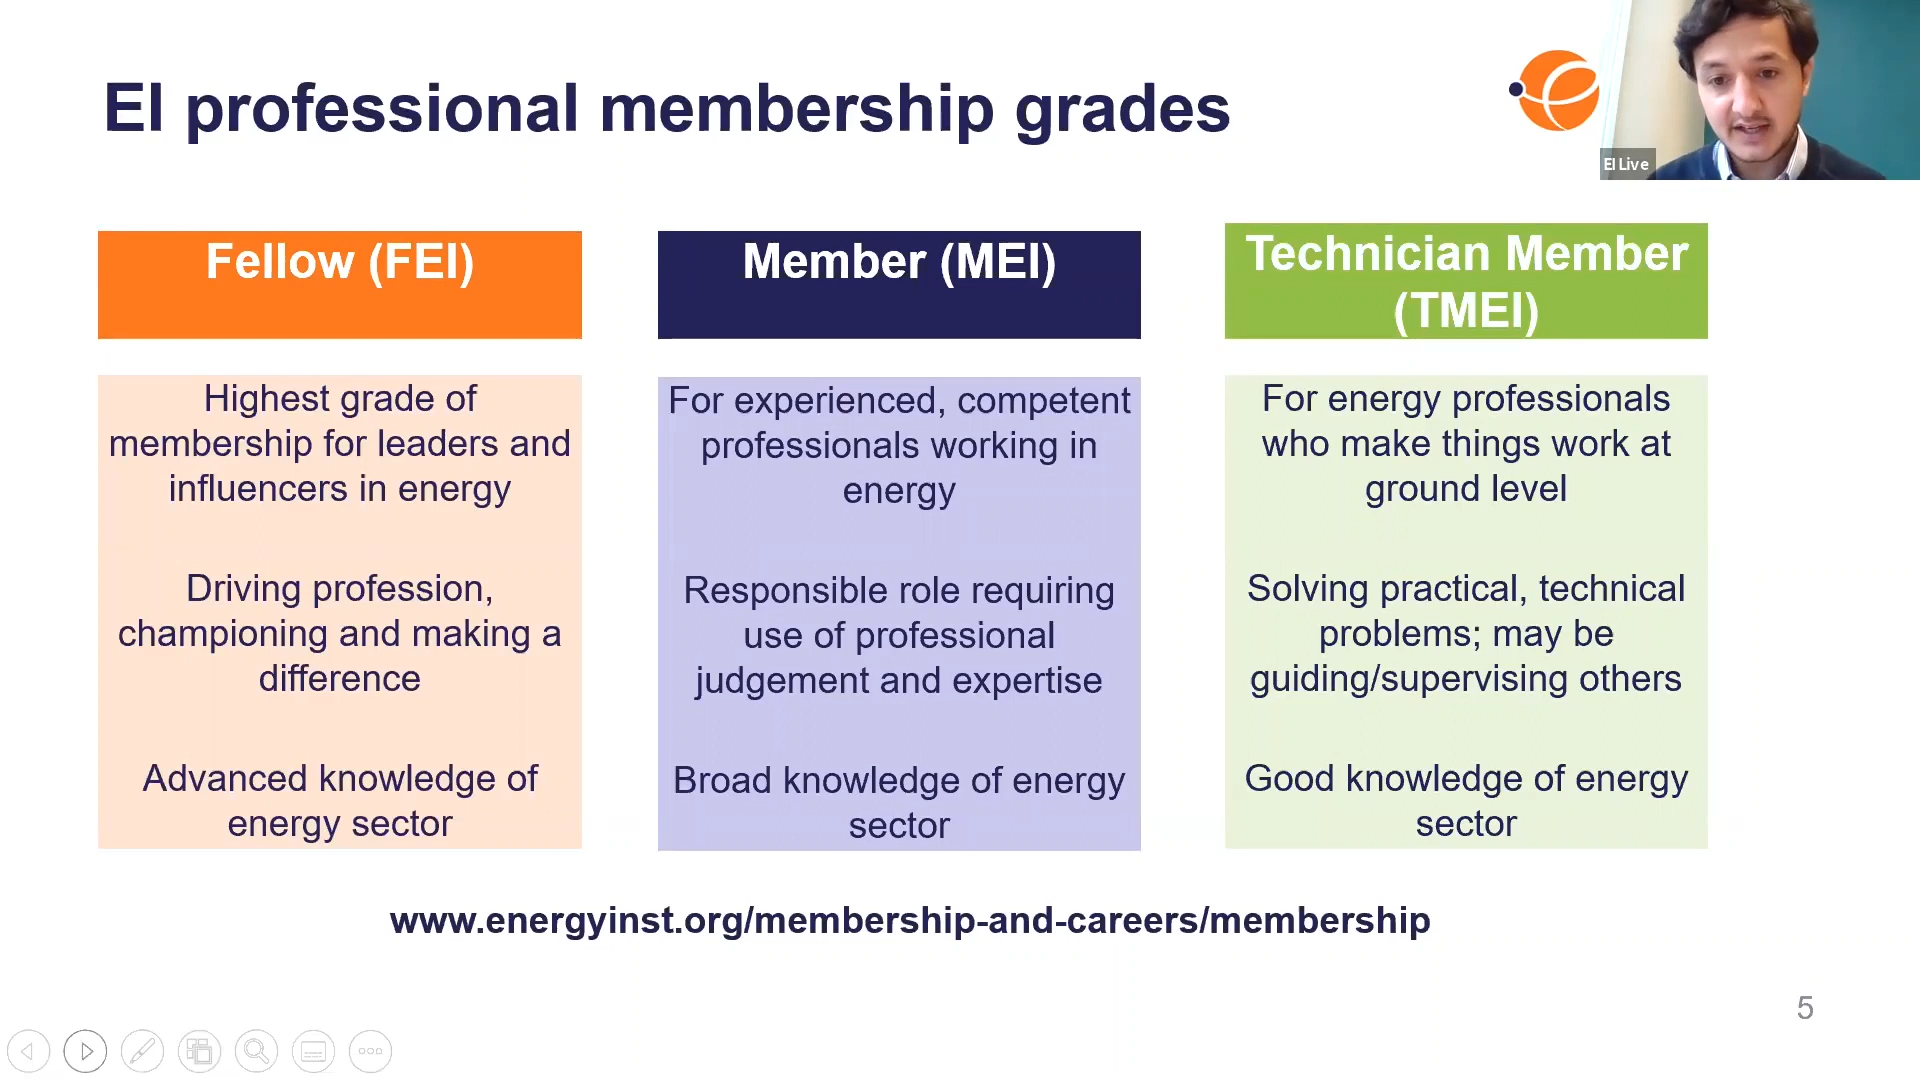 EI professional membership grades
EI Live
Fellow (FEI)
Highest grade of
membership for leaders and
influencers in energy
Driving profession,
championing and making a
difference
Advanced knowledge of
energy sector
Member (MEI)
For experienced, competent
professionals working in
energy
Responsible role requiring
use of professional
judgement and expertise
Broad knowledge of energy
sector
Technician Member
(TMEI)
For energy professionals
who make things work at
ground level
Solving practical, technical
problems; may be
guiding/supervising others
Good knowledge of energy
sector
www.energyinst.org/membership-and-careers/membership
5